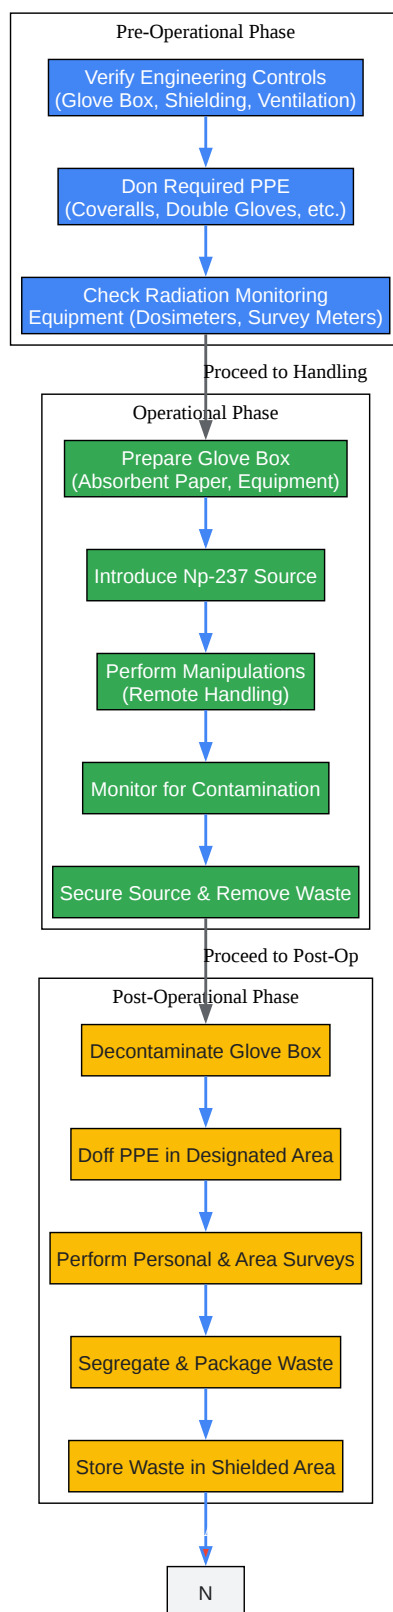 Pre-Operational Phase
Verify Engineering Controls
(Glove Box, Shielding, Ventilation)
Don Required PPE
(Coveralls, Double Gloves, etc.)
Check Radiation Monitoring
Equipment (Dosimeters, Survey Meters)
Proceed to Handling
Operational Phase
Prepare Glove Box
(Absorbent Paper, Equipment)
Introduce Np-237 Source
Perform Manipulations
(Remote Handling)
Monitor for Contamination
Secure Source & Remove Waste
Proceed to Post-Op
Post-Operational Phase
Decontaminate Glove Box
Doff PPE in Designated Area
Perform Personal & Area Surveys
Segregate & Package Waste
Store Waste in Shielded Area
N